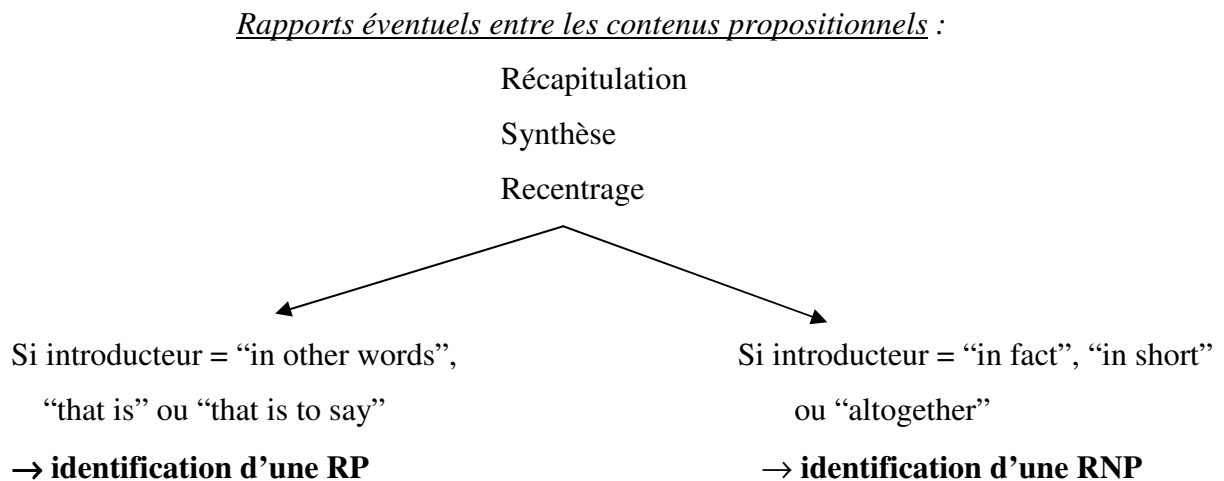 Rapports éventuels entre les contenus propositionnels :
Récapitulation
Synthèse
Recentrage
Si introducteur = “in other words”,
“that is” ou “that is to say”
→ identification d’une RP
Si introducteur = “in fact”, “in short”
ou “altogether”
→ identification d’une RNP